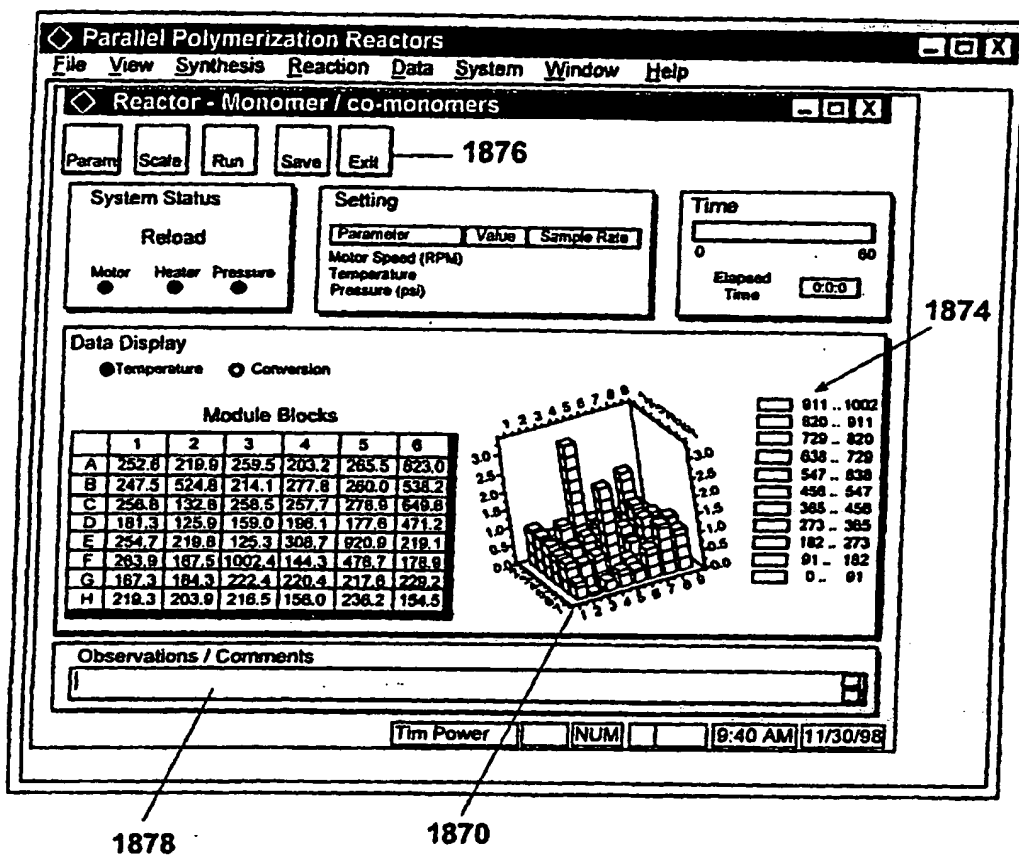 Parallel Polymerization Reactors
File View Synthesis Reaction Data System Window Help
Reactor - Monomer / co-monomers
Param Scale Run Save Exit
1876
System Status
Reload
Motor Heater Pressure
Setting
Parameter Value Sample Rate
Motor Speed (RPM)
Temperature
Pressure (psi)
Time
0 60
Elapsed Time 0:0:0
1874
Data Display
Temperature Conversion
Module Blocks
1 2 3 4 5 6
A 252.6 219.9 259.5 203.2 265.5 623.0
B 247.5 524.8 214.1 277.8 260.0 538.2
C 256.8 132.8 258.5 257.7 278.9 649.8
D 181.3 125.9 159.0 196.1 177.6 471.2
E 254.7 219.8 125.3 308.7 920.9 219.1
F 263.9 187.5 1002.4 144.3 478.7 178.9
G 167.3 184.3 222.4 220.4 217.6 229.2
H 219.3 203.9 216.5 156.0 236.2 154.5
1 2 3 4 5 6 7 8 9
3.0 3.0
2.5 2.5
2.0 2.0
1.5 1.5
1.0 1.0
0.5 0.5
0.0 0.0
1 2 3 4 5 6 7 8 9
911 .. 1002
820 .. 911
729 .. 820
638 .. 729
547 .. 638
456 .. 547
365 .. 456
273 .. 365
182 .. 273
91 .. 182
0 .. 91
Observations / Comments
Tim Power NUM 9:40 AM 11/30/98
1878
1870